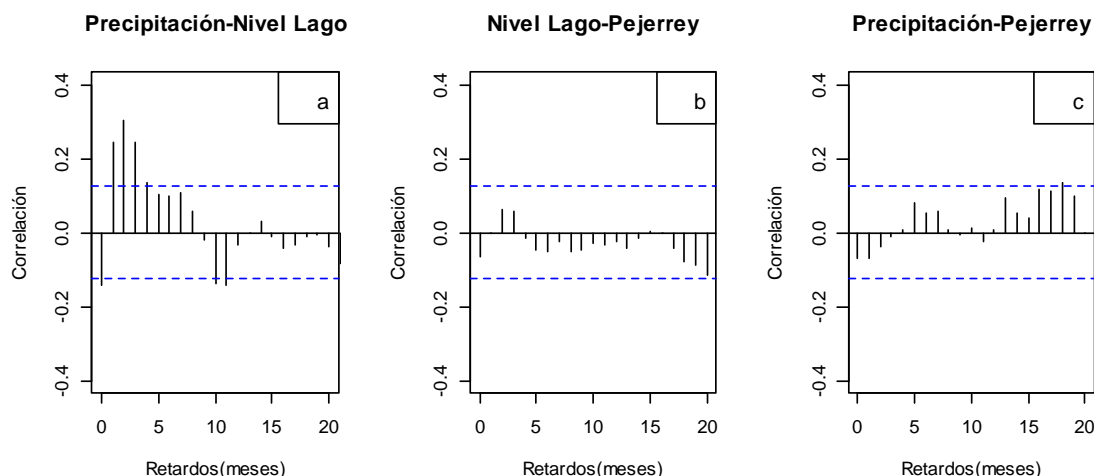 Precipitación-Nivel Lago
a
Correlación
0.4
0.2
0.0
-0.2
-0.4
0
5
10
15
20
Retardos(meses)
Nivel Lago-Pejerrey
b
Correlación
0.4
0.2
0.0
-0.2
-0.4
0
5
10
15
20
Retardos(meses)
Precipitación-Pejerrey
c
Correlación
0.4
0.2
0.0
-0.2
-0.4
0
5
10
15
20
Retardos(meses)